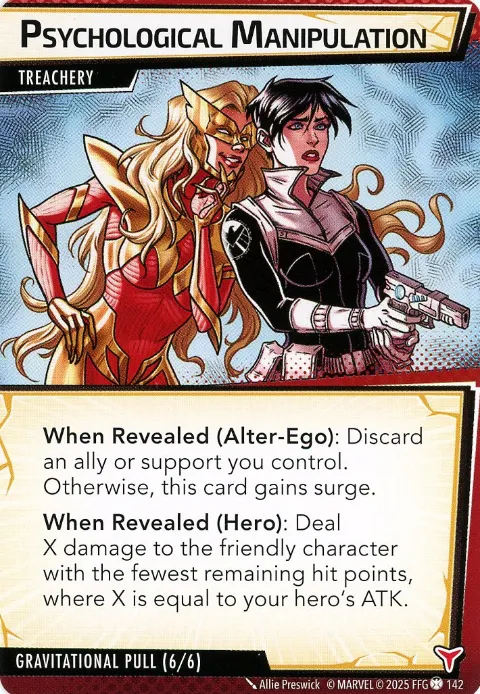 Psychological Manipulation
TREACHERY
When Revealed (Alter-Ego): Discard
an ally or support you control.
Otherwise, this card gains surge.
When Revealed (Hero): Deal
X damage to the friendly character
with the fewest remaining hit points,
where X is equal to your hero's ATK.
GRAVITATIONAL PULL (6/6)
Allie Preswick © MARVEL © 2025 FFG 142